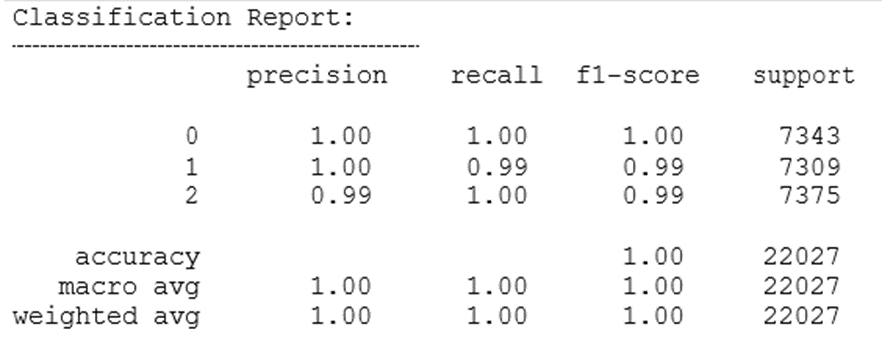 Classification Report:
------------------------------------------------------
precision recall f1-score support
0 1.00 1.00 1.00 7343
1 1.00 0.99 0.99 7309
2 0.99 1.00 0.99 7375
accuracy 1.00 22027
macro avg 1.00 1.00 1.00 22027
weighted avg 1.00 1.00 1.00 22027